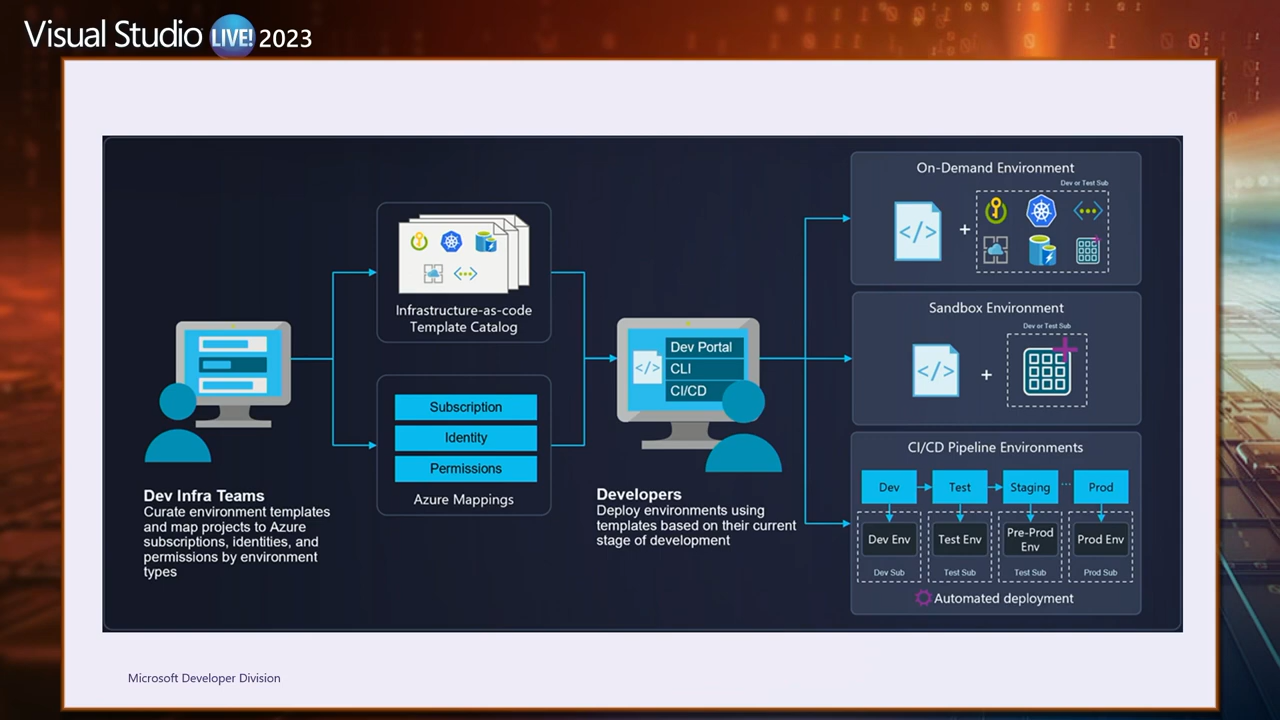 Visual Studio LIVE! 2023
Infrastructure-as-code
Template Catalog
Subscription
Identity
Permissions
Azure Mappings
Dev Infra Teams
Curate environment templates
and map projects to Azure
subscriptions, identities, and
permissions by environment
types
</>
Dev Portal
CLI
CI/CD
Developers
Deploy environments using
templates based on their current
stage of development
On-Demand Environment
Dev or Test Sub
</>
+
Sandbox Environment
Dev or Test Sub
</>
+
CI/CD Pipeline Environments
Dev
Test
Staging
...
Prod
Dev Env
Test Env
Pre-Prod
Env
Prod Env
Dev Sub
Test Sub
Test Sub
Prod Sub
Automated deployment
Microsoft Developer Division